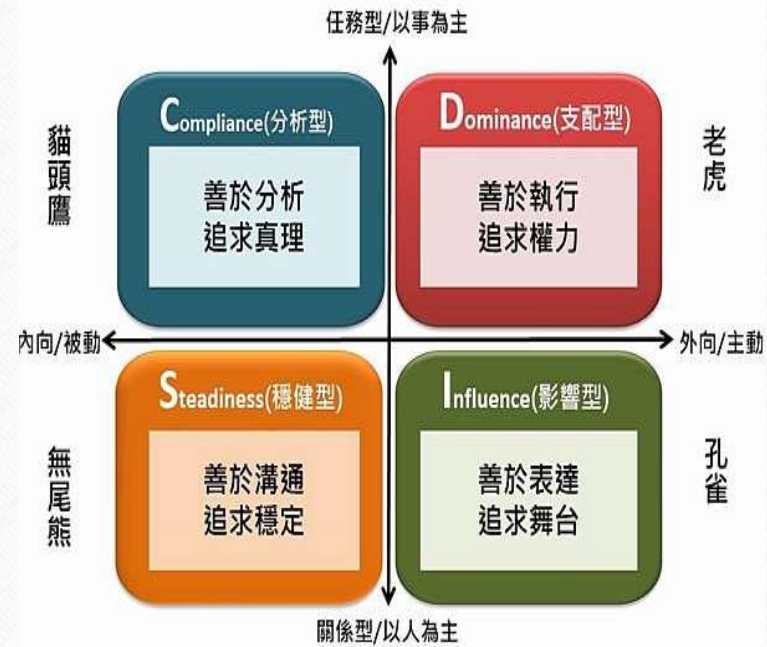 任務型/以事為主
貓頭鷹
Compliance(分析型)
善於分析
追求真理
Dominance(支配型)
善於執行
追求權力
老虎
內向/被動
外向/主動
無尾熊
Steadiness(穩健型)
善於溝通
追求穩定
Influence(影響型)
善於表達
追求舞台
孔雀
關係型/以人為主